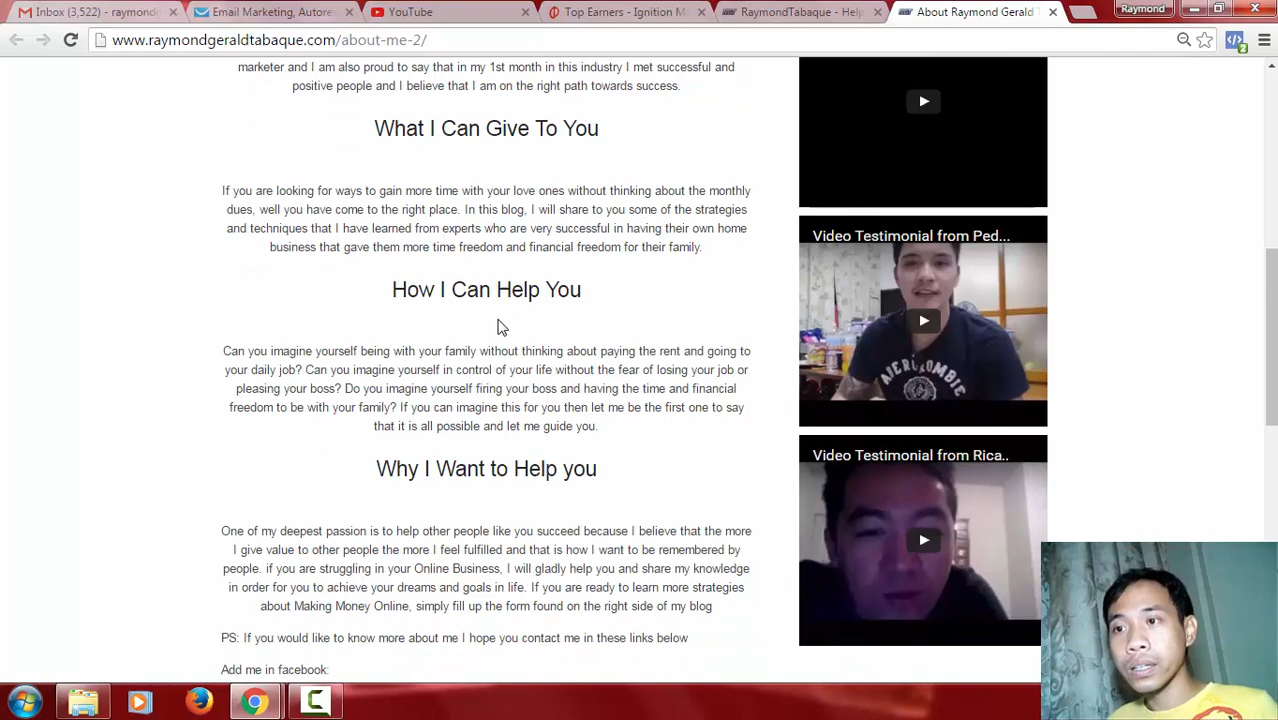 Inbox (3,522) - raymond
Email Marketing, Autores
YouTube
Top Earners - Ignition M
RaymondTabaque - Help
About Raymond Gerald T
Raymond
www.raymondgeraldtabaque.com/about-me-2/
marketer and I am also proud to say that in my 1st month in this industry I met successful and
positive people and I believe that I am on the right path towards success.
What I Can Give To You
If you are looking for ways to gain more time with your love ones without thinking about the monthly
dues, well you have come to the right place. In this blog, I will share to you some of the strategies
and techniques that I have learned from experts who are very successful in having their own home
business that gave them more time freedom and financial freedom for their family.
How I Can Help You
Can you imagine yourself being with your family without thinking about paying the rent and going to
your daily job? Can you imagine yourself in control of your life without the fear of losing your job or
pleasing your boss? Do you imagine yourself firing your boss and having the time and financial
freedom to be with your family? If you can imagine this for you then let me be the first one to say
that it is all possible and let me guide you.
Why I Want to Help you
One of my deepest passion is to help other people like you succeed because I believe that the more
I give value to other people the more I feel fulfilled and that is how I want to be remembered by
people. if you are struggling in your Online Business, I will gladly help you and share my knowledge
in order for you to achieve your dreams and goals in life. If you are ready to learn more strategies
about Making Money Online, simply fill up the form found on the right side of my blog
PS: If you would like to know more about me I hope you contact me in these links below
Add me in facebook:
Video Testimonial from Ped...
Video Testimonial from Rica..